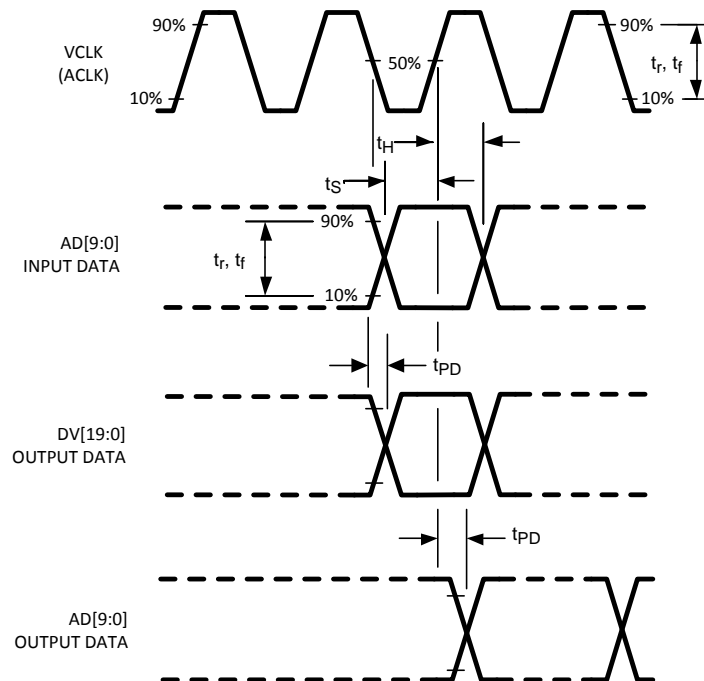 VCLK
(ACLK)
90%
10%
50%
90%
tr, tf
10%
tH
tS
AD[9:0]
INPUT DATA
90%
tr, tf
10%
tPD
DV[19:0]
OUTPUT DATA
tPD
AD[9:0]
OUTPUT DATA